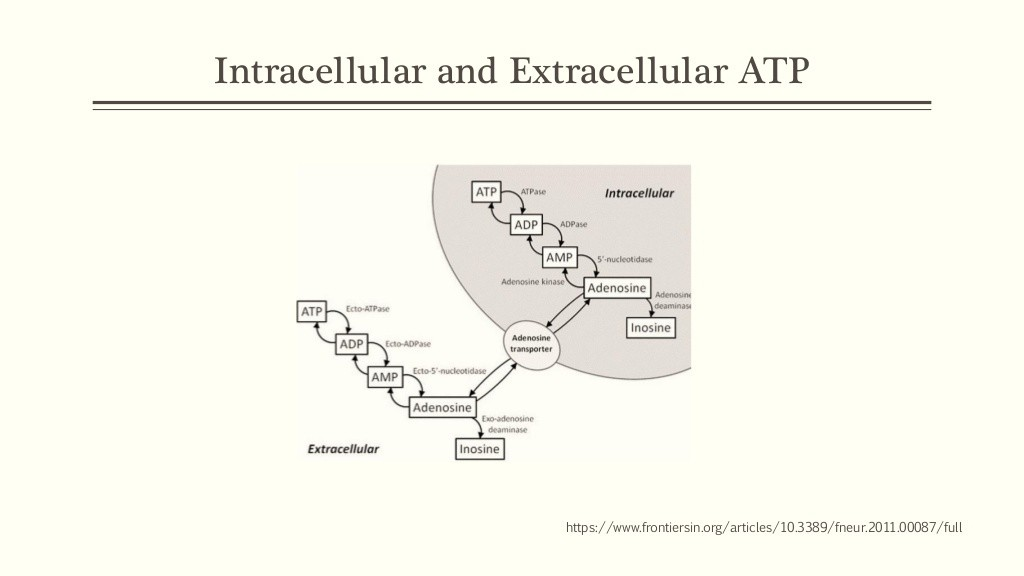 Intracellular and Extracellular ATP
Intracellular
ATP
ATPase
ADP
ADPase
AMP
5'-nucleotidase
Adenosine kinase
Adenosine
Adenosine
deaminase
Inosine
Adenosine
transporter
ATP
Ecto-ATPase
ADP
Ecto-ADPase
AMP
Ecto-5'-nucleotidase
Adenosine
Exo-adenosine
deaminase
Inosine
Extracellular
https://www.frontiersin.org/articles/10.3389/fneur.2011.00087/full